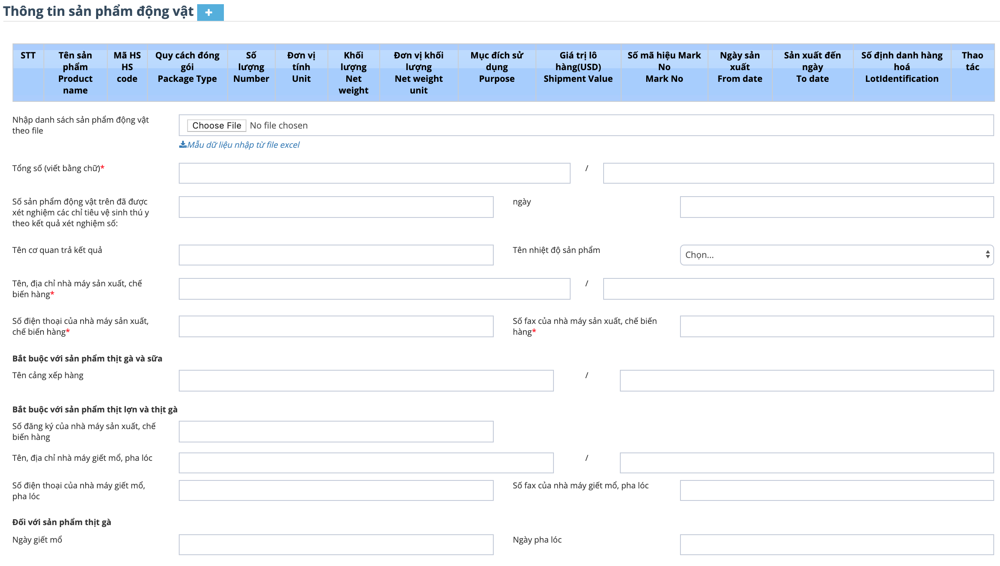 Thông tin sản phẩm động vật
STT
Tên sản
phẩm
Product
name
Mã HS
HS
code
Quy cách đóng
gói
Package Type
Số
lượng
Number
Đơn vị
tính
Unit
Khối
lượng
Net
weight
Đơn vị khối
lượng
Net weight
unit
Mục đích sử
dụng
Purpose
Giá trị lô
hàng(USD)
Shipment Value
Số mã hiệu Mark
No
Mark No
Ngày sản
xuất
From date
Sản xuất đến
ngày
To date
Số định danh hàng
hoá
LotIdentification
Thao
tác
Nhập danh sách sản phẩm động vật
theo file
Choose File No file chosen
Mẫu dữ liệu nhập từ file excel
Tổng số (viết bằng chữ)*
/
Số sản phẩm động vật trên đã được
xét nghiệm các chỉ tiêu vệ sinh thú y
theo kết quả xét nghiệm số:
ngày
Tên cơ quan trả kết quả
Tên nhiệt độ sản phẩm
Chọn...
Tên, địa chỉ nhà máy sản xuất, chế
biến hàng*
/
Số điện thoại của nhà máy sản xuất,
chế biến hàng*
Số fax của nhà máy sản xuất, chế biến
hàng*
Bắt buộc với sản phẩm thịt gà và sữa
Tên cảng xếp hàng
/
Bắt buộc với sản phẩm thịt lợn và thịt gà
Số đăng ký của nhà máy sản xuất, chế
biến hàng
Tên, địa chỉ nhà máy giết mổ, pha lóc
/
Số điện thoại của nhà máy giết mổ,
pha lóc
Số fax của nhà máy giết mổ, pha lóc
Đối với sản phẩm thịt gà
Ngày giết mổ
Ngày pha lóc